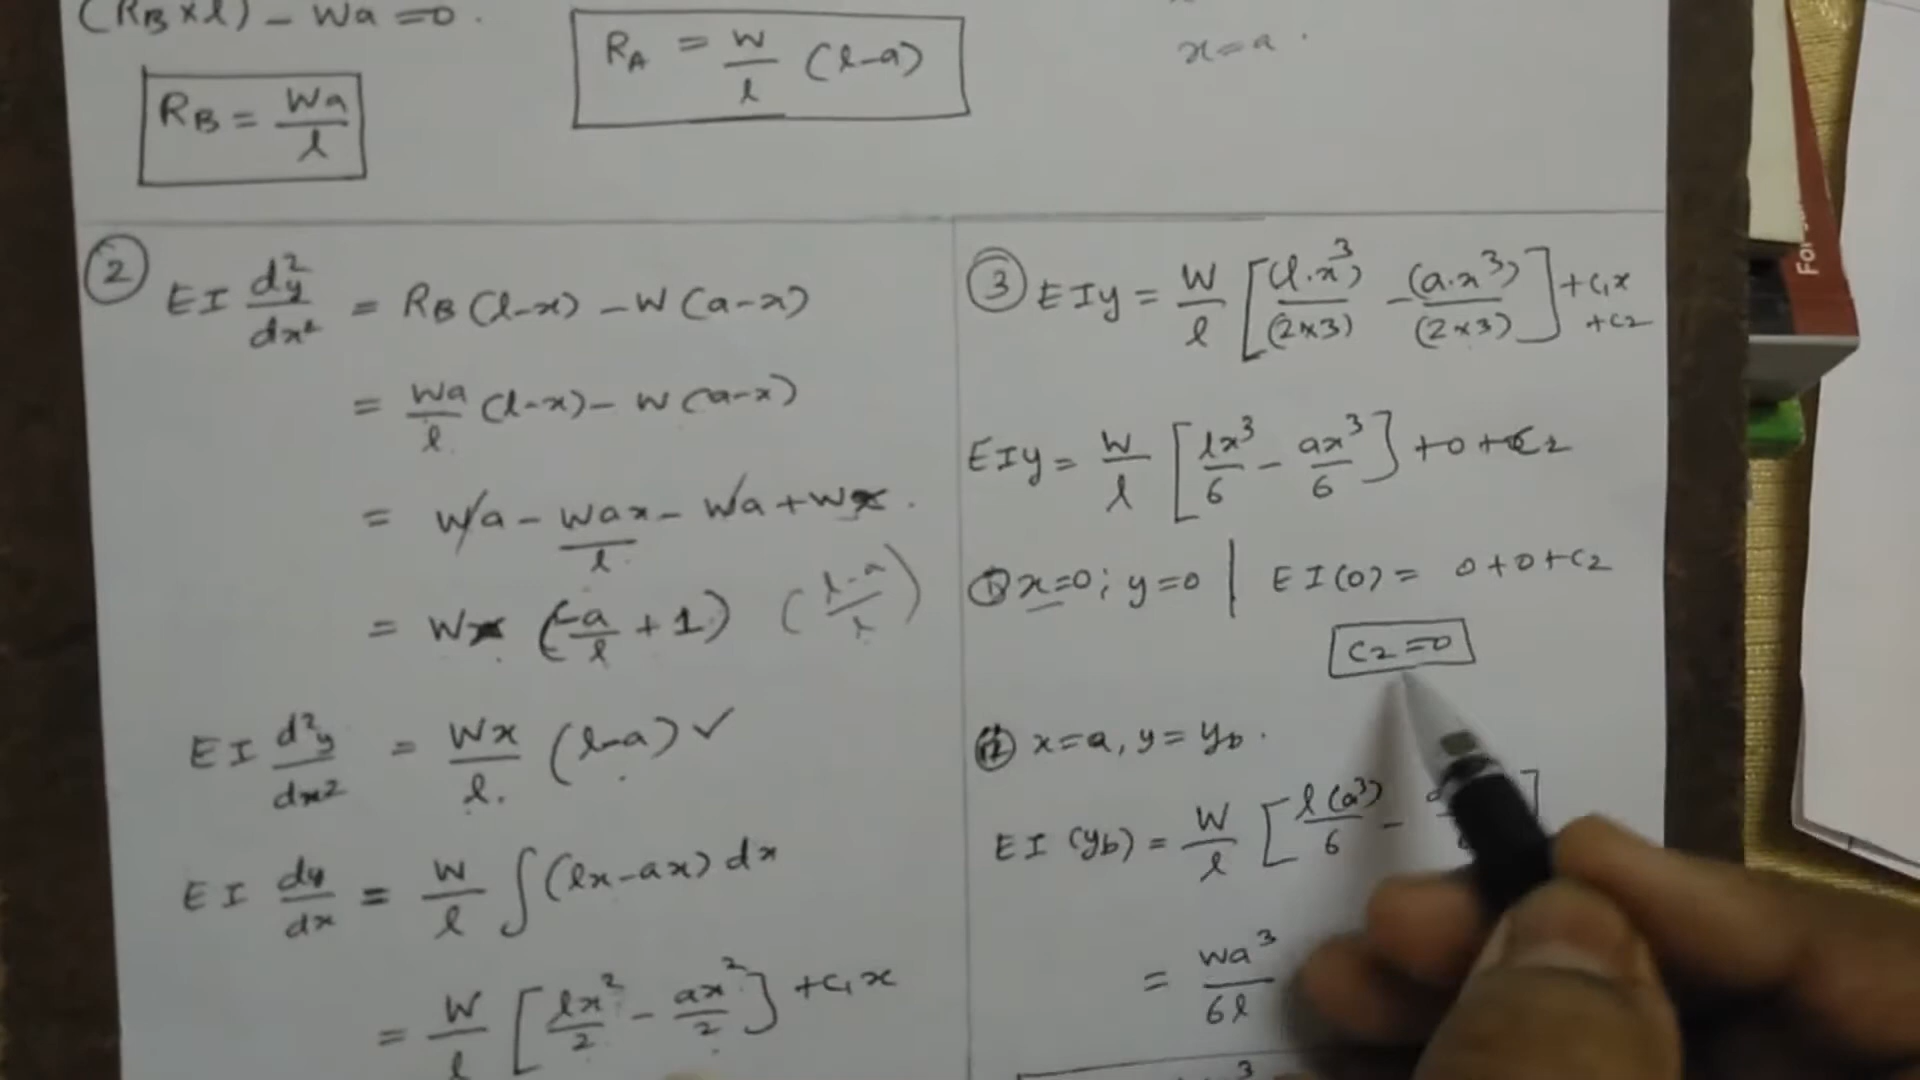 (RB × l) - Wa = 0.
RB = Wa/l
RA = W/l (l-a)
x = a.
②
EI d²y/dx² = RB (l-x) - W (a-x)
= Wa/l (l-x) - W (a-x)
= Wa - Wax/l - Wa + Wx.
= Wx (-a/l + 1) (l-a/l)
EI d²y/dx² = Wx/l. (l-a) ✓
EI dy/dx = W/l ∫(lx-ax) dx
= W/l [lx²/2 - ax²/2] + C1x
③ EIy = W/l [(l.x³)/(2×3) - (a.x³)/(2×3)] + C1x + C2
EIy = W/l [lx³/6 - ax³/6] + 0 + C2
① x=0; y=0 | EI(0) = 0+0+C2
C2=0
x=a, y=yb.
EI (yb) = W/l [l(a³)/6 -
= Wa³/6l
3
For